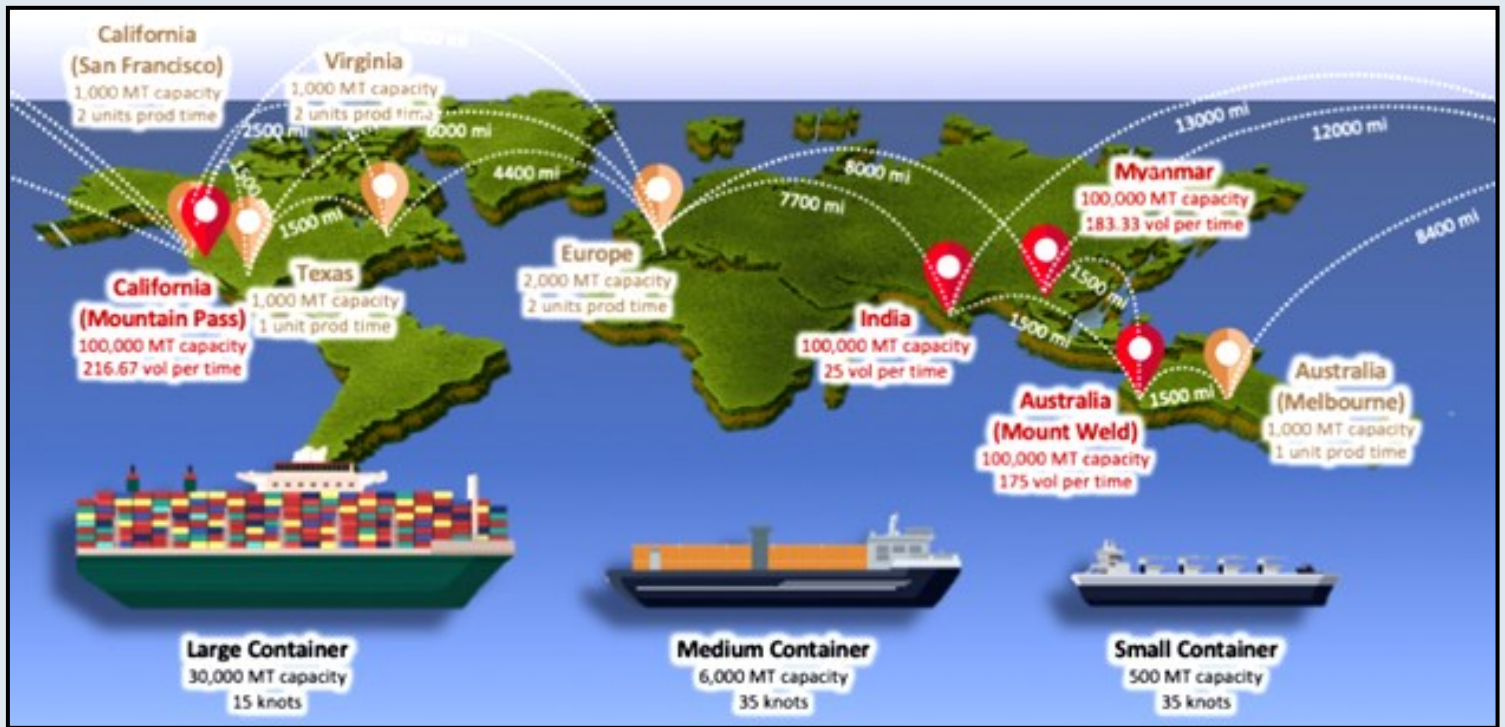 California
(San Francisco)
1,000 MT capacity
2 units prod time
Virginia
1,000 MT capacity
2 units prod time
2500 mi
6000 mi
1500
1500 mi
4400 mi
8000 mi
7700 mi
13000 mi
12000 mi
8400 mi
Myanmar
100,000 MT capacity
183.33 vol per time
Europe
2,000 MT capacity
2 units prod time
California
(Mountain Pass)
100,000 MT capacity
216.67 vol per time
Texas
1,000 MT capacity
1 unit prod time
India
100,000 MT capacity
25 vol per time
1500 mi
1500 mi
1500 mi
Australia
(Mount Weld)
100,000 MT capacity
175 vol per time
Australia
(Melbourne)
1,000 MT capacity
1 unit prod time
Large Container
30,000 MT capacity
15 knots
Medium Container
6,000 MT capacity
35 knots
Small Container
500 MT capacity
35 knots